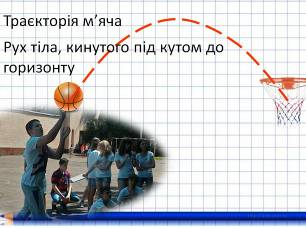 Траєкторія м’яча
Рух тіла, кинутого під кутом до
горизонту